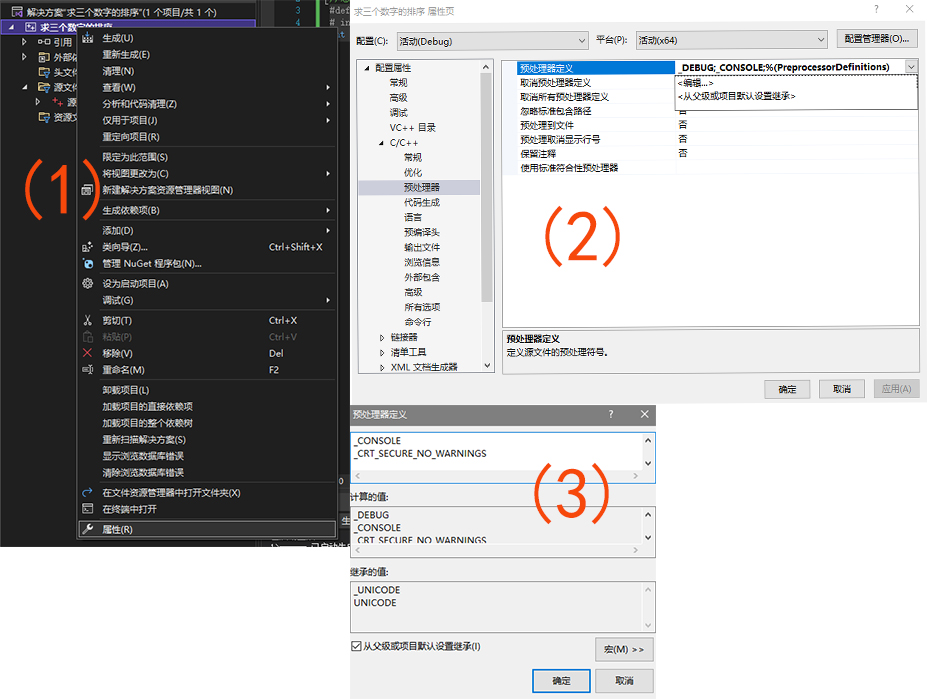 解决方案"求三个数字的排序"(1 个项目/共 1 个)
求三个数字的排序
引用
外部依
头文件
源文件
源
资源文
生成(U)
重新生成(E)
清理(N)
查看(W)
分析和代码清理(Z)
仅用于项目(J)
重定向项目(R)
限定为此范围(S)
将视图更改为(C)
新建解决方案资源管理器视图(N)
生成依赖项(B)
添加(D)
类向导(Z)... Ctrl+Shift+X
管理 NuGet 程序包(N)...
设为启动项目(A)
调试(G)
剪切(T) Ctrl+X
粘贴(P) Ctrl+V
移除(V) Del
重命名(M) F2
卸载项目(L)
加载项目的直接依赖项
加载项目的整个依赖树
重新扫描解决方案(S)
显示浏览数据库错误
清除浏览数据库错误
在文件资源管理器中打开文件夹(X)
在终端中打开
属性(R)
(1)
3 #def
4 # in
求三个数字的排序 属性页 ?
配置(C): 活动(Debug) 平台(P): 活动(x64) 配置管理器(O)...
配置属性
常规
高级
调试
VC++ 目录
C/C++
常规
优化
预处理器
代码生成
语言
预编译头
输出文件
浏览信息
外部包含
高级
所有选项
命令行
链接器
清单工具
XML 文档生成器
预处理器定义 _DEBUG;_CONSOLE;%(PreprocessorDefinitions)
取消预处理器定义 <编辑...>
取消所有预处理器定义 <从父级或项目默认设置继承>
忽略标准包含路径 否
预处理到文件 否
预处理取消显示行号 否
保留注释 否
使用标准符合性预处理器
(2)
预处理器定义
定义源文件的预处理符号。
确定 取消 应用(A)
预处理器定义 ?
_CONSOLE
_CRT_SECURE_NO_WARNINGS
(3)
计算的值:
_DEBUG
_CONSOLE
_CRT_SECURE_NO_WARNINGS
继承的值:
_UNICODE
UNICODE
从父级或项目默认设置继承(I) 宏(M) >>
确定 取消